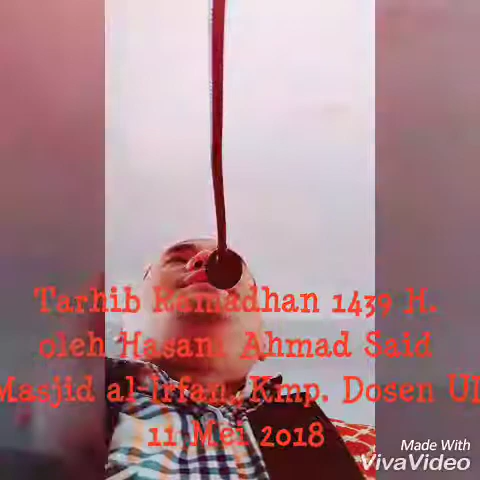 Tarhib Ramadhan 1439 H.
oleh Hasani Ahmad Said
Masjid al-Irfan, Kmp. Dosen UI
11 Mei 2018
Made With
VivaVideo